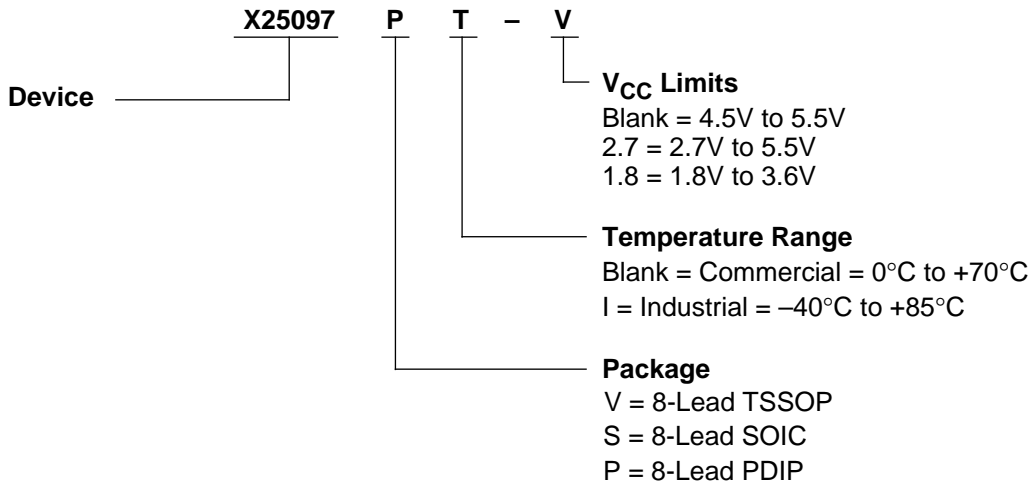 X25097 P T – V
Device
VCC Limits
Blank = 4.5V to 5.5V
2.7 = 2.7V to 5.5V
1.8 = 1.8V to 3.6V
Temperature Range
Blank = Commercial = 0°C to +70°C
I = Industrial = –40°C to +85°C
Package
V = 8-Lead TSSOP
S = 8-Lead SOIC
P = 8-Lead PDIP